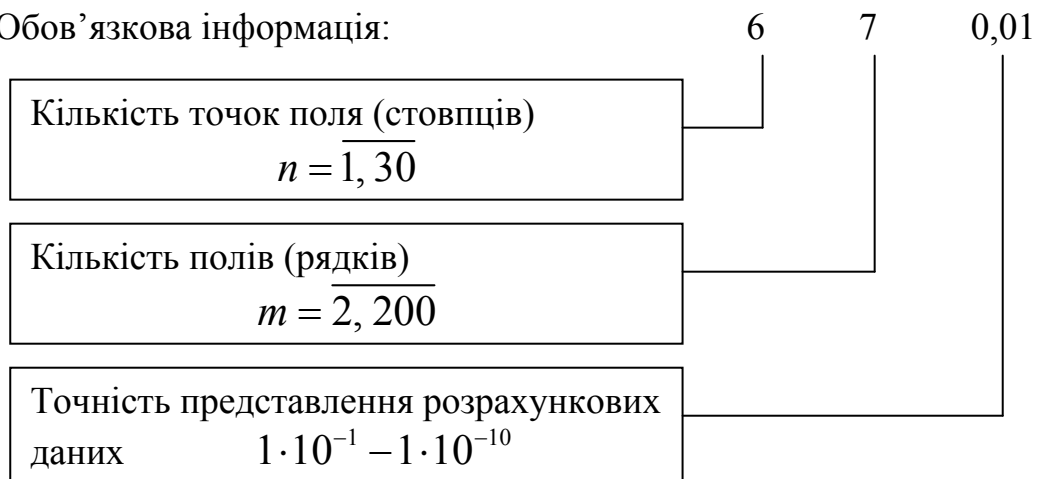 Обов’язкова інформація: 6 7 0,01
Кількість точок поля (стовпців)
n = 1, 30
Кількість полів (рядків)
m = 2, 200
Точність представлення розрахункових
даних 1·10⁻¹ – 1·10⁻¹⁰